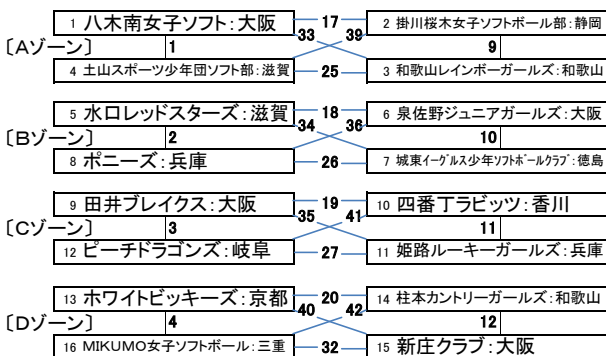 1 八木南女子ソフト:大阪 17 2 掛川桜木女子ソフトボール部:静岡
〔Aゾーン〕 1 33 39 9
4 土山スポーツ少年団ソフト部:滋賀 25 3 和歌山レインボーガールズ:和歌山
5 水口レッドスターズ:滋賀 18 6 泉佐野ジュニアガールズ:大阪
〔Bゾーン〕 2 34 36 10
8 ポニーズ:兵庫 26 7 城東イーグルス少年ソフトボールクラブ:徳島
9 田井ブレイクス:大阪 19 10 四番丁ラビッツ:香川
〔Cゾーン〕 3 35 41 11
12 ピーチドラゴンズ:岐阜 27 11 姫路ルーキーガールズ:兵庫
13 ホワイトビッキーズ:京都 20 14 柱本カントリーガールズ:和歌山
〔Dゾーン〕 4 40 42 12
16 MIKUMO女子ソフトボール:三重 32 15 新庄クラブ:大阪